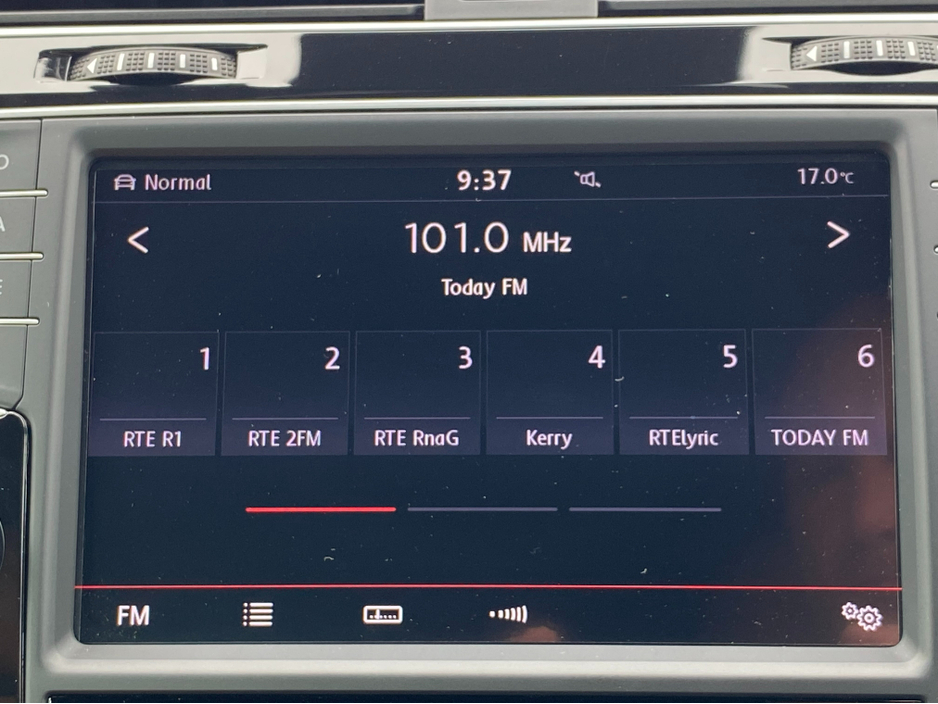 Normal 9:37 17.0°C
< 101.0 MHz >
Today FM
1 2 3 4 5 6
RTE R1 RTE 2FM RTE RnaG Kerry RTElyric TODAY FM
FM